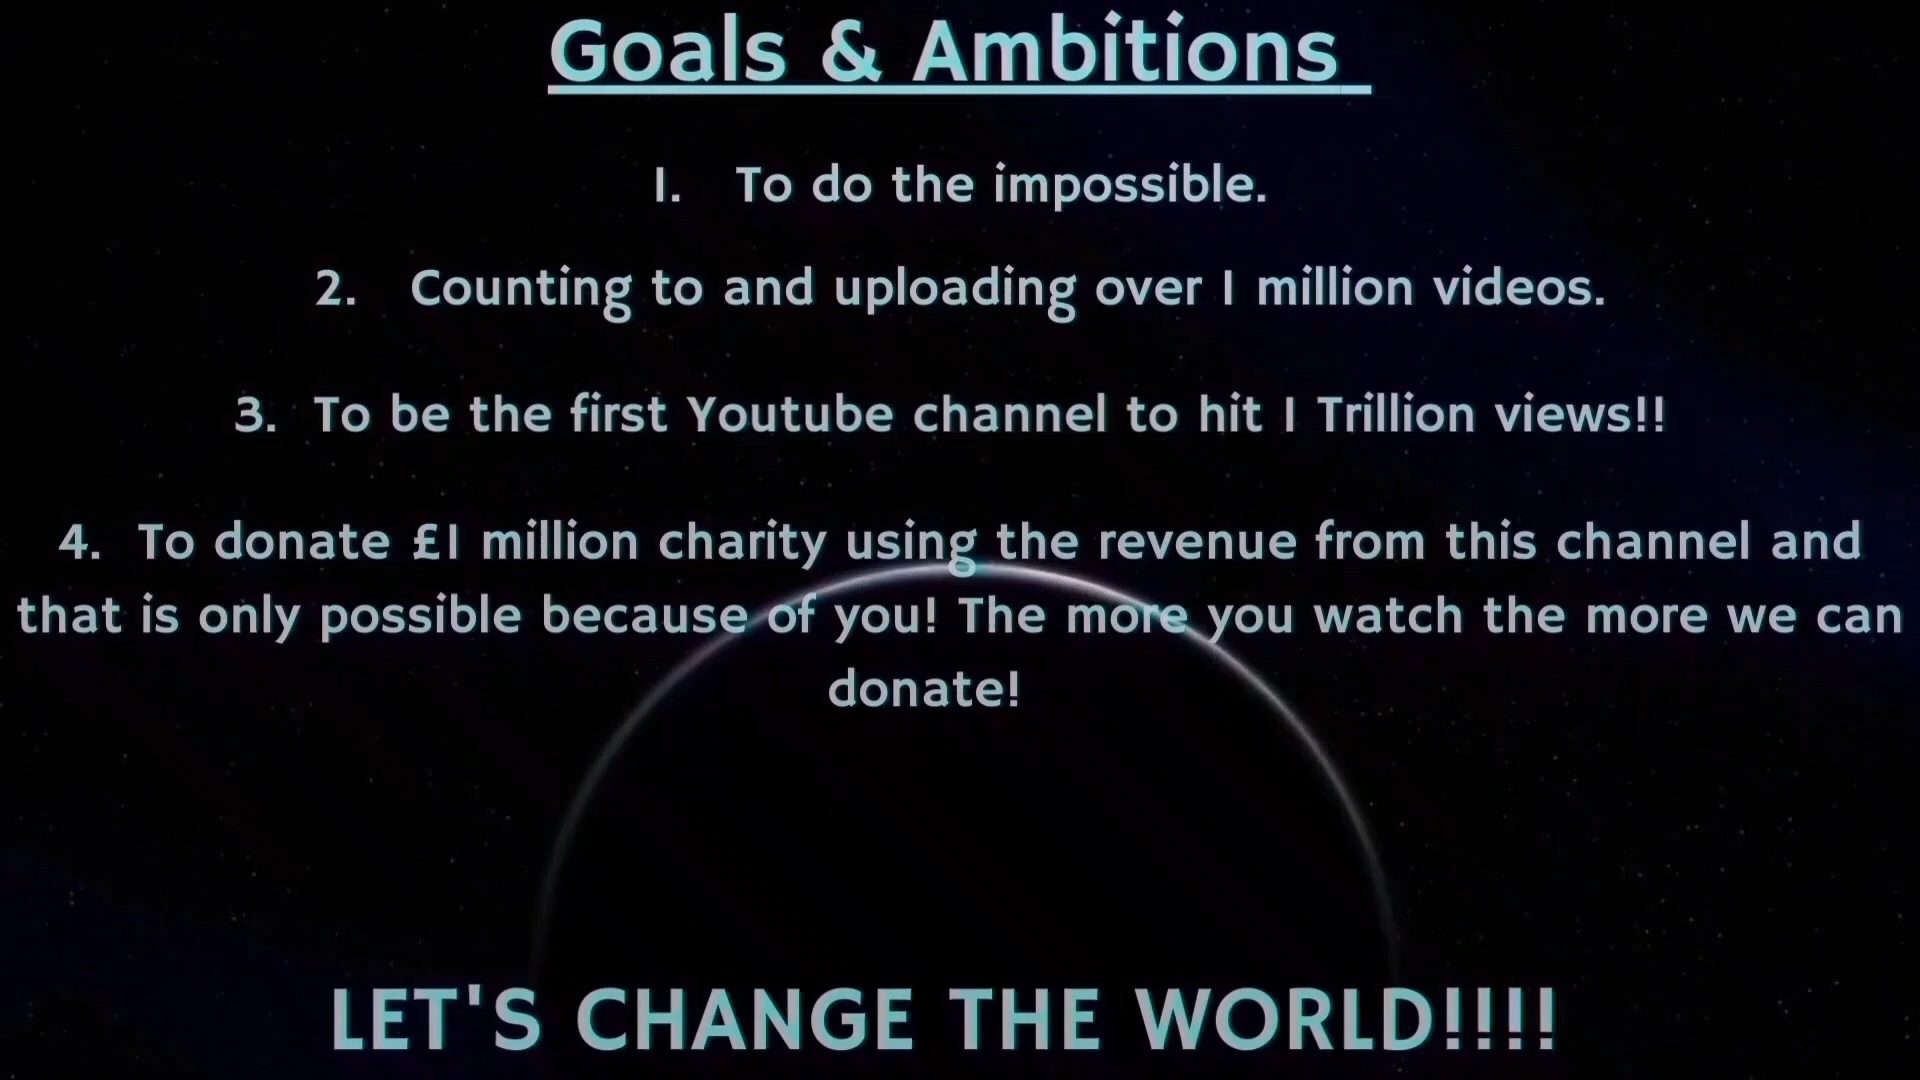 Goals & Ambitions
1. To do the impossible.
2. Counting to and uploading over 1 million videos.
3. To be the first Youtube channel to hit 1 Trillion views!!
4. To donate £1 million charity using the revenue from this channel and
that is only possible because of you! The more you watch the more we can
donate!
LET'S CHANGE THE WORLD!!!!